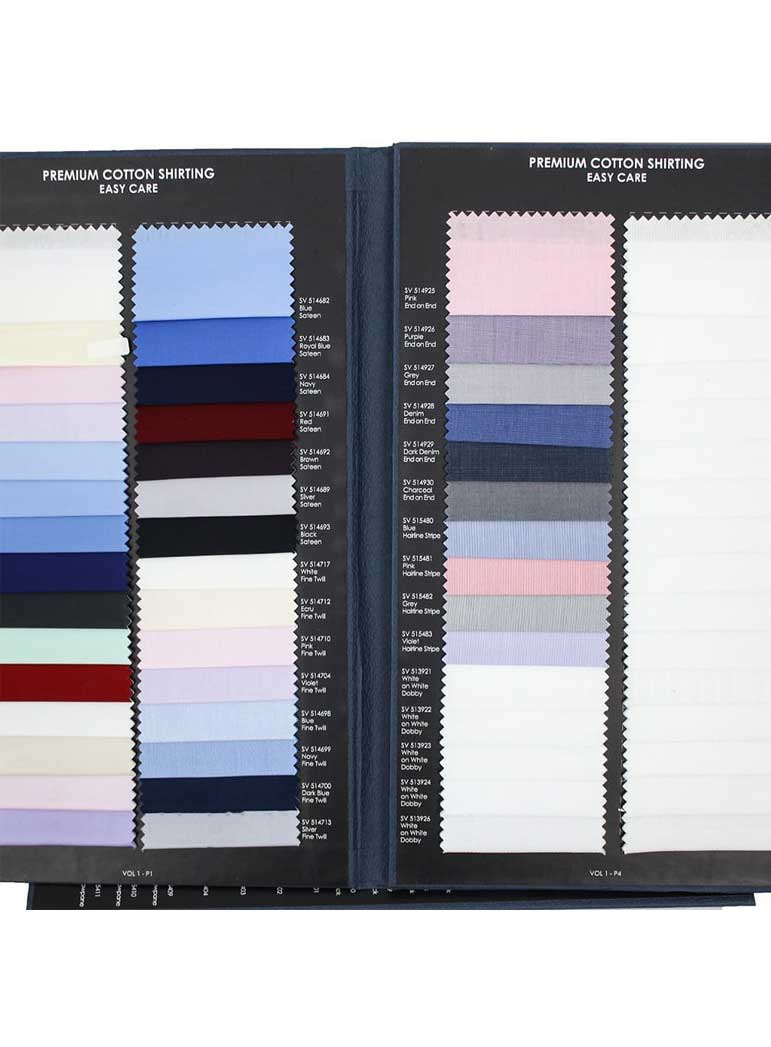 PREMIUM COTTON SHIRTING
EASY CARE
SV 514682
Blue
Sateen
SV 514683
Royal Blue
Sateen
SV 514684
Navy
Sateen
SV 514691
Red
Sateen
SV 514692
Brown
Sateen
SV 514689
Silver
Sateen
SV 514693
Black
Sateen
SV 514717
White
Fine Twill
SV 514712
Ecru
Fine Twill
SV 514710
Pink
Fine Twill
SV 514704
Violet
Fine Twill
SV 514698
Blue
Fine Twill
SV 514699
Navy
Fine Twill
SV 514700
Dark Blue
Fine Twill
SV 514713
Silver
Fine Twill
VOL 1 - P1
PREMIUM COTTON SHIRTING
EASY CARE
SV 514925
Pink
End on End
SV 514926
Purple
End on End
SV 514927
Grey
End on End
SV 514928
Denim
End on End
SV 514929
Dark Denim
End on End
SV 514930
Charcoal
End on End
SV 515480
Blue
Hairline Stripe
SV 515481
Pink
Hairline Stripe
SV 515482
Grey
Hairline Stripe
SV 515483
Violet
Hairline Stripe
SV 513921
White
on White
Dobby
SV 513922
White
on White
Dobby
SV 513923
White
on White
Dobby
SV 513924
White
on White
Dobby
SV 513926
White
on White
Dobby
VOL 1 - P4